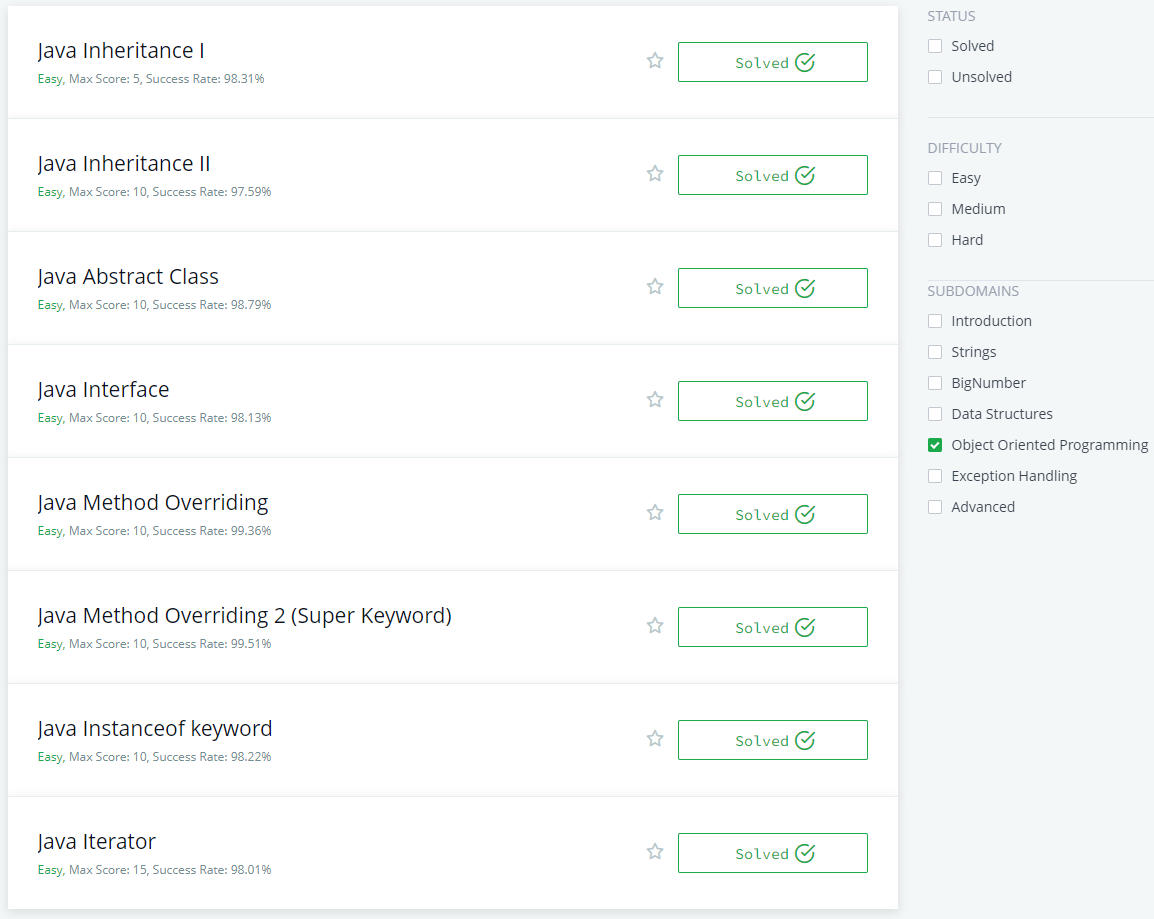 Java Inheritance I
Easy, Max Score: 5, Success Rate: 98.31%
Solved
Java Inheritance II
Easy, Max Score: 10, Success Rate: 97.59%
Solved
Java Abstract Class
Easy, Max Score: 10, Success Rate: 98.79%
Solved
Java Interface
Easy, Max Score: 10, Success Rate: 98.13%
Solved
Java Method Overriding
Easy, Max Score: 10, Success Rate: 99.36%
Solved
Java Method Overriding 2 (Super Keyword)
Easy, Max Score: 10, Success Rate: 99.51%
Solved
Java Instanceof keyword
Easy, Max Score: 10, Success Rate: 98.22%
Solved
Java Iterator
Easy, Max Score: 15, Success Rate: 98.01%
Solved
STATUS
Solved
Unsolved
DIFFICULTY
Easy
Medium
Hard
SUBDOMAINS
Introduction
Strings
BigNumber
Data Structures
Object Oriented Programming
Exception Handling
Advanced